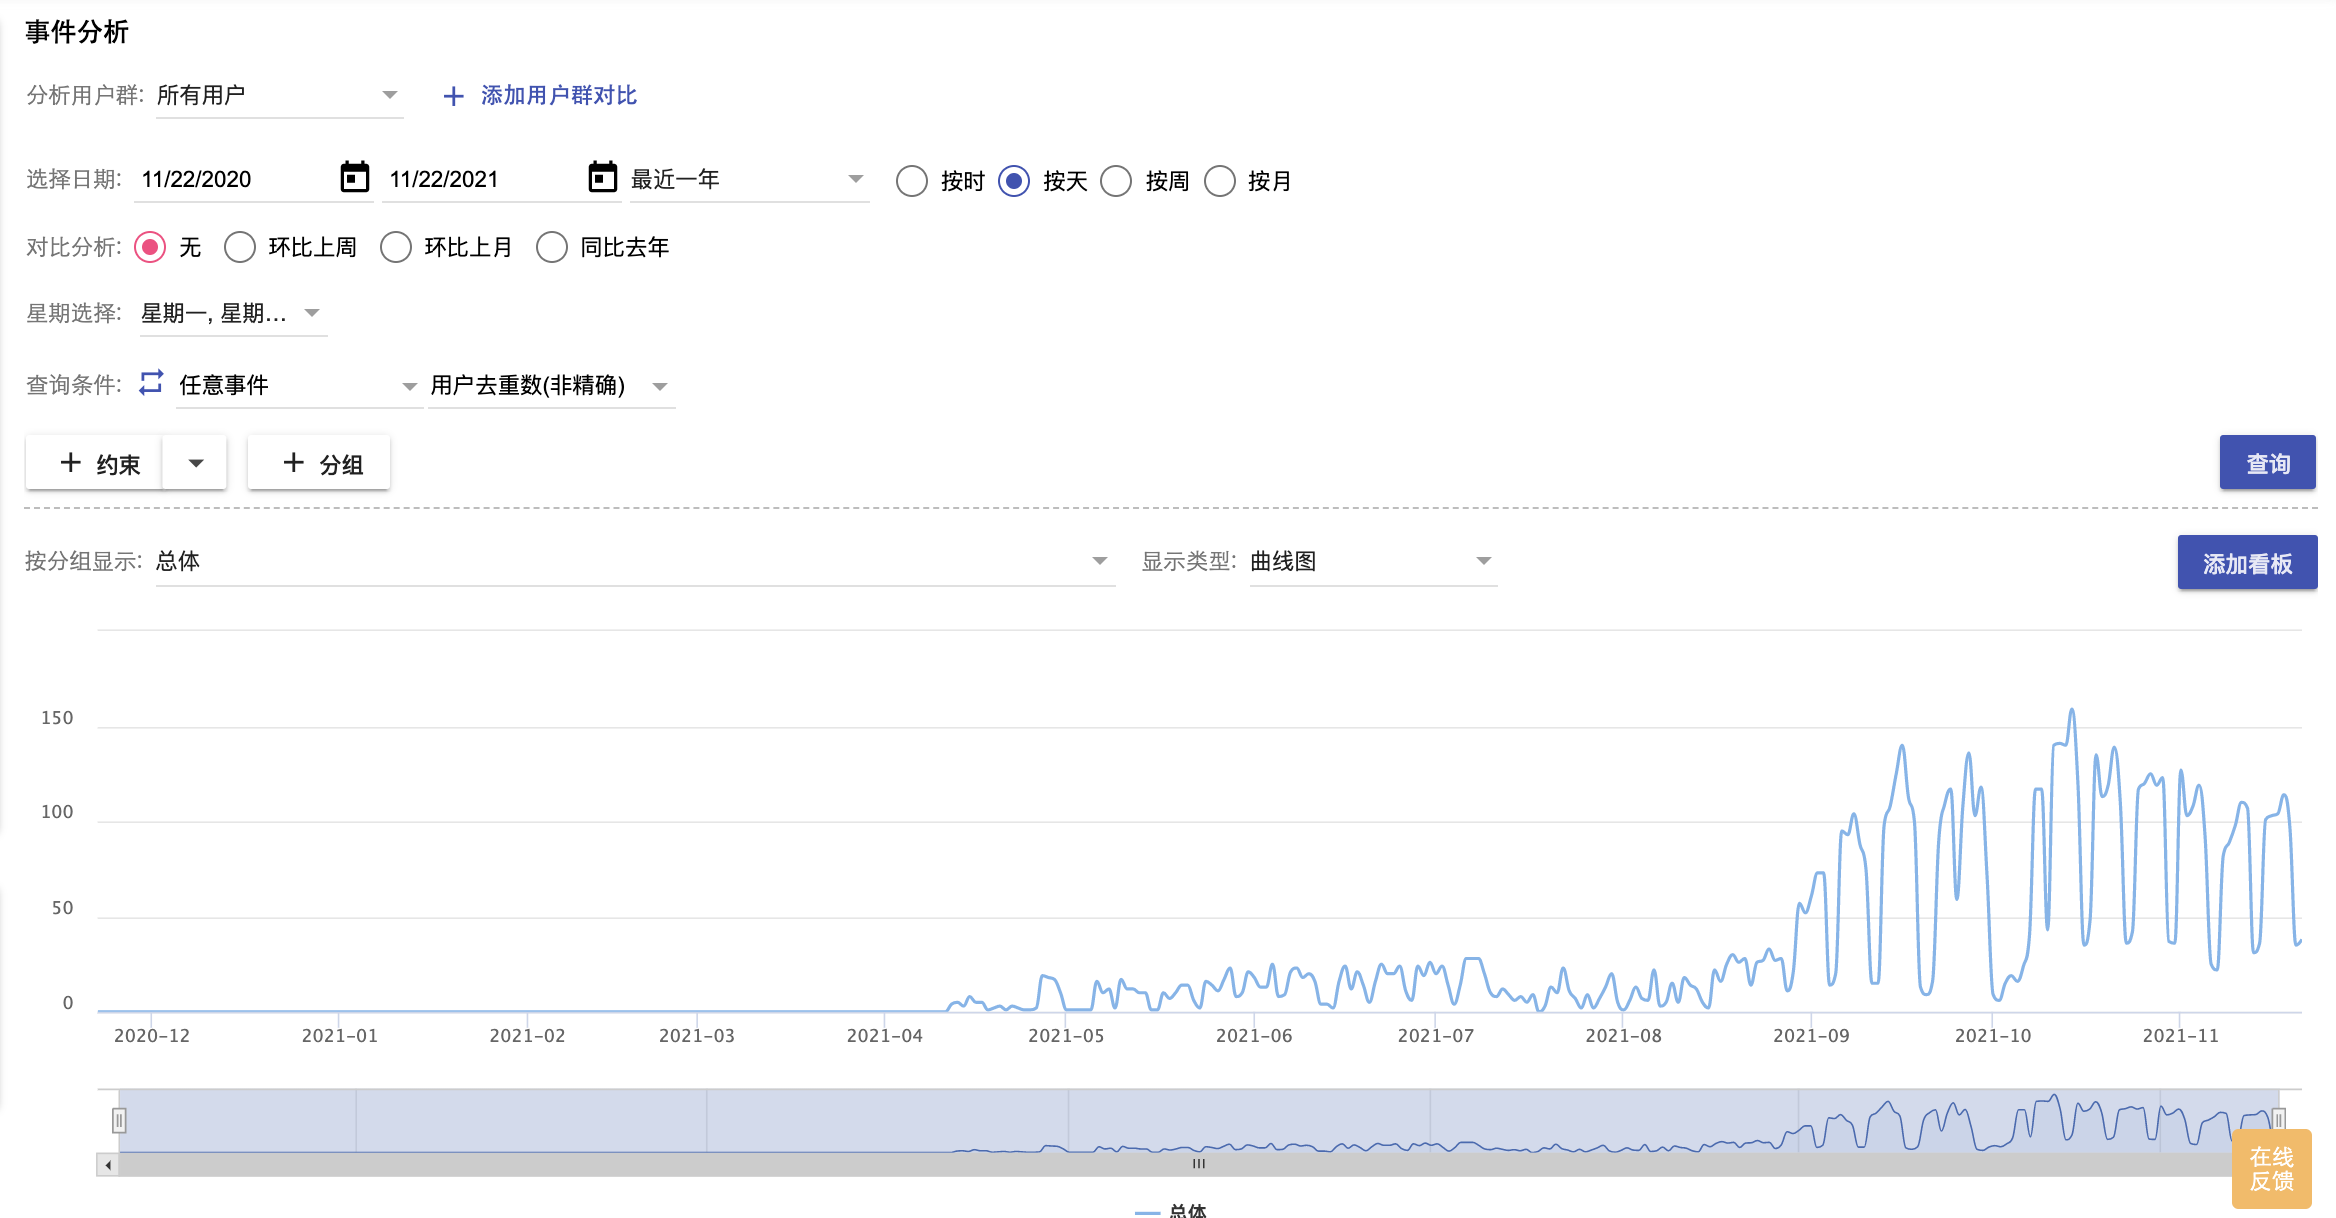 事件分析
分析用户群: 所有用户 + 添加用户群对比
选择日期: 11/22/2020 11/22/2021 最近一年 按时 按天 按周 按月
对比分析: 无 环比上周 环比上月 同比去年
星期选择: 星期一, 星期...
查询条件: 任意事件 用户去重数(非精确)
+ 约束 + 分组 查询
按分组显示: 总体 显示类型: 曲线图 添加看板
150
100
50
0
2020-12 2021-01 2021-02 2021-03 2021-04 2021-05 2021-06 2021-07 2021-08 2021-09 2021-10 2021-11
在线
反馈
总体